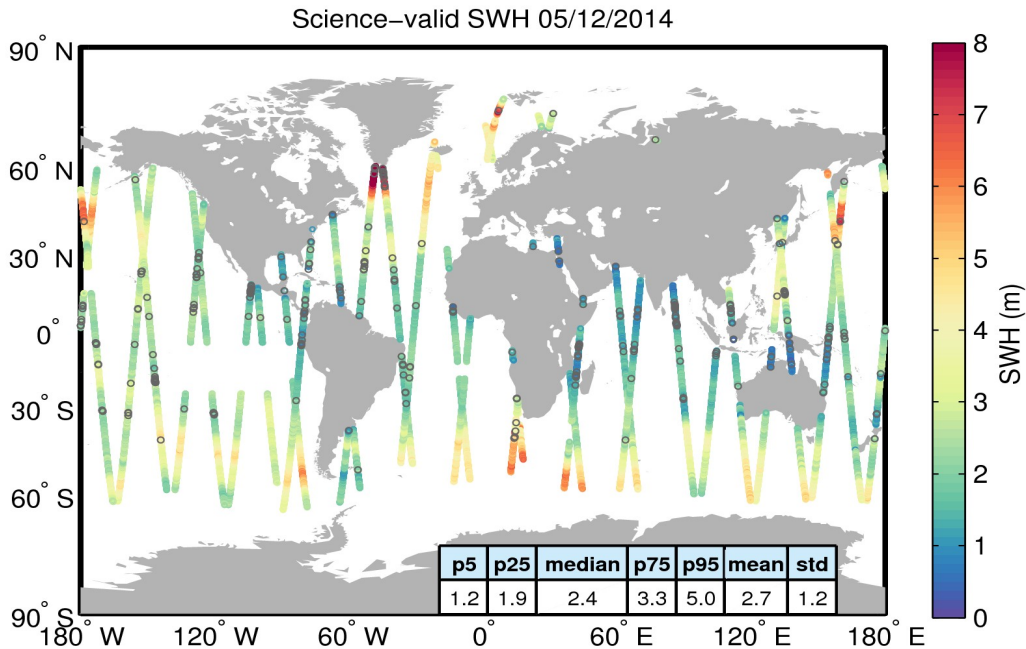 Science−valid SWH 05/12/2014
90° N
60° N
30° N
0°
30° S
60° S
90° S
180° W
120° W
60° W
0°
60° E
120° E
180° E
p5 p25 median p75 p95 mean std
1.2 1.9 2.4 3.3 5.0 2.7 1.2
8
7
6
5
4
3
2
1
0
SWH (m)